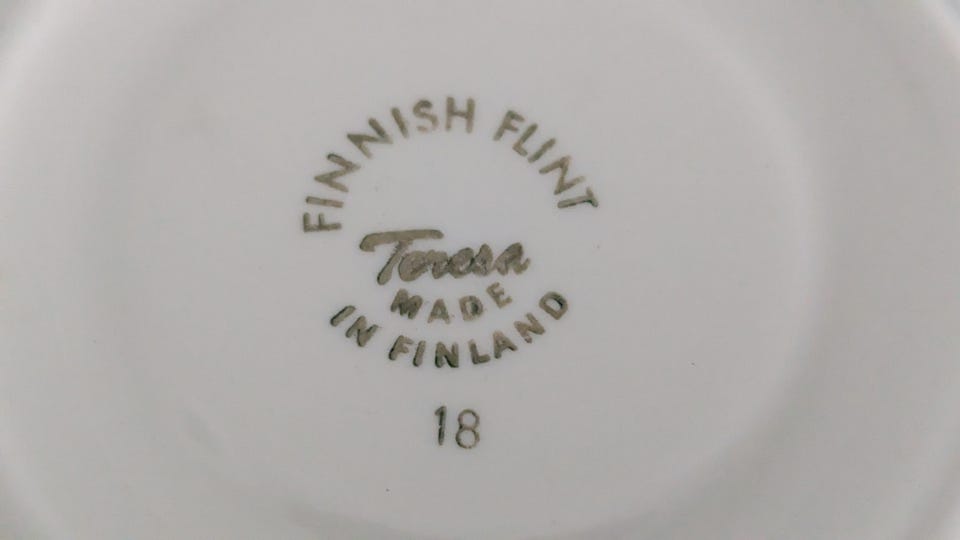 FINNISH FLINT
Teresa
MADE
IN FINLAND
18